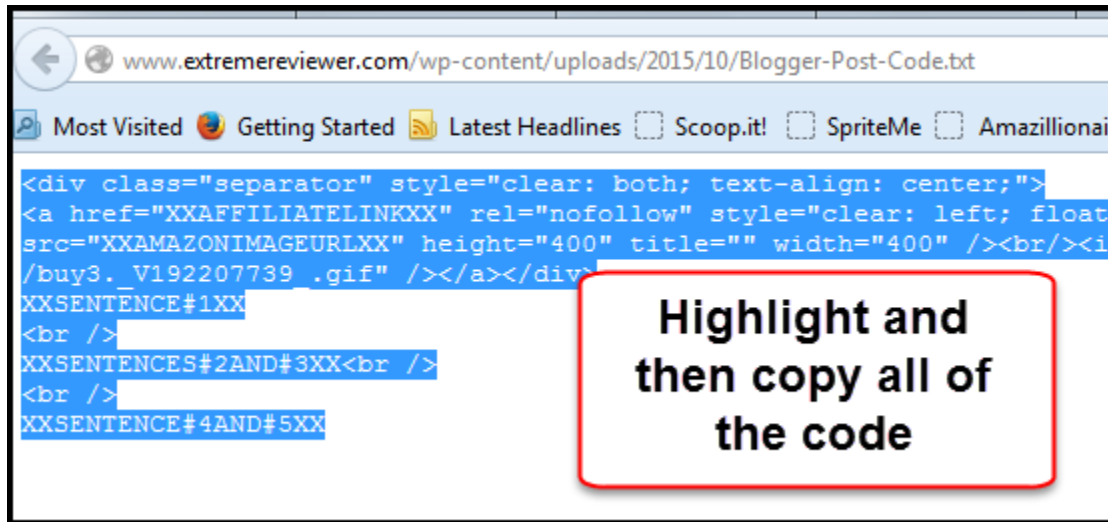 www.extremereviewer.com/wp-content/uploads/2015/10/Blogger-Post-Code.txt
Most Visited Getting Started Latest Headlines Scoop.it! SpriteMe Amazillionai
<div class="separator" style="clear: both; text-align: center;">
<a href="XXAFFILIATELINKXX" rel="nofollow" style="clear: left; float
src="XXAMAZONIMAGEURLXX" height="400" title="" width="400" /><br/><i
/buy3._V192207739_.gif" /></a></div>
XXSENTENCE#1XX
<br />
XXSENTENCES#2AND#3XX<br />
<br />
XXSENTENCE#4AND#5XX
Highlight and
then copy all of
the code